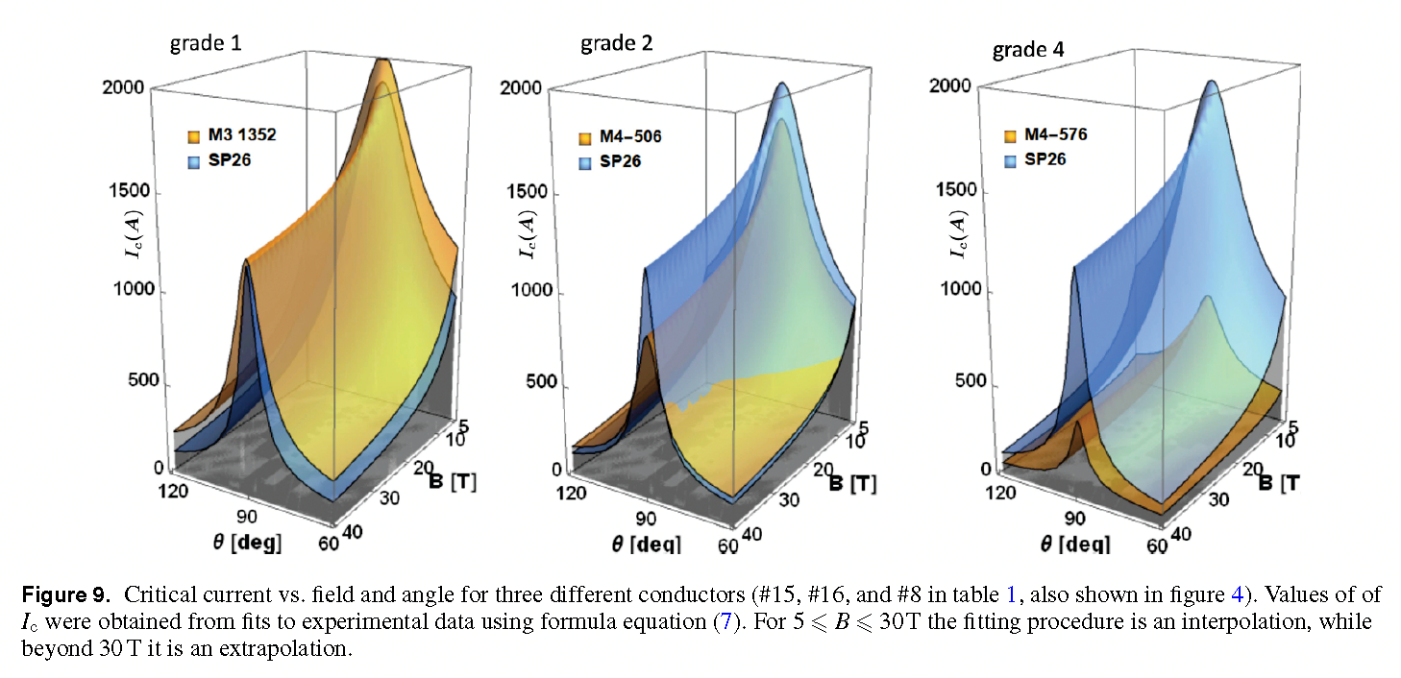 grade 1
2000
1500
1000
500
0
I_c(A)
M3 1352
SP26
120
90
60
θ [deg]
5
10
20
30
40
B [T]
grade 2
2000
1500
1000
500
0
I_c(A)
M4−506
SP26
120
90
60
θ [deg]
5
10
20
30
40
B [T]
grade 4
2000
1500
1000
500
0
I_c(A)
M4−576
SP26
120
90
60
θ [deg]
5
10
20
30
40
B [T
Figure 9. Critical current vs. field and angle for three different conductors (#15, #16, and #8 in table 1, also shown in figure 4). Values of of
I_c were obtained from fits to experimental data using formula equation (7). For 5 ⩽ B ⩽ 30T the fitting procedure is an interpolation, while
beyond 30 T it is an extrapolation.